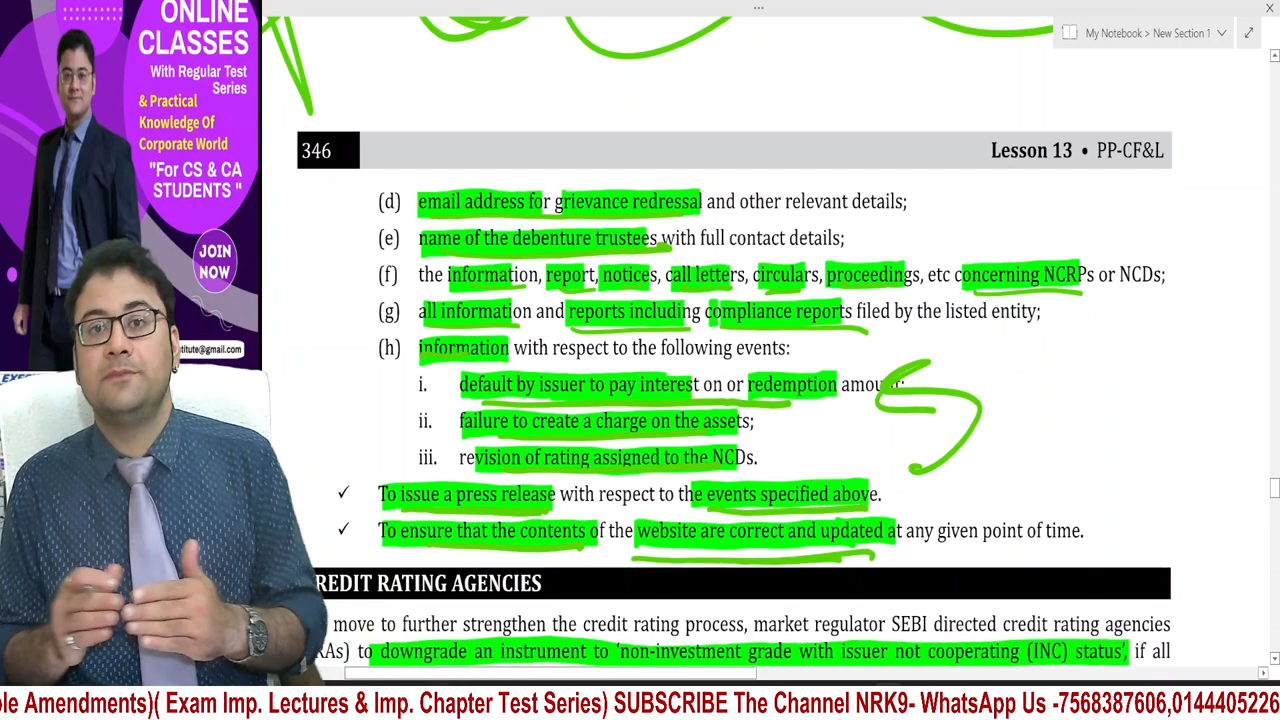 ONLINE
CLASSES
With Regular Test
Series
& Practical
Knowledge Of
Corporate World
"For CS & CA
STUDENTS "
JOIN
NOW
titute@gmail.com
My Notebook > New Section 1
346
Lesson 13 • PP-CF&L
(d) email address for grievance redressal and other relevant details;
(e) name of the debenture trustees with full contact details;
(f) the information, report, notices, call letters, circulars, proceedings, etc concerning NCRPs or NCDs;
(g) all information and reports including compliance reports filed by the listed entity;
(h) information with respect to the following events:
i. default by issuer to pay interest on or redemption amount;
ii. failure to create a charge on the assets;
iii. revision of rating assigned to the NCDs.
✓ To issue a press release with respect to the events specified above.
✓ To ensure that the contents of the website are correct and updated at any given point of time.
REDIT RATING AGENCIES
move to further strengthen the credit rating process, market regulator SEBI directed credit rating agencies
RAs) to downgrade an instrument to 'non-investment grade with issuer not cooperating (INC) status', if all
ole Amendments)( Exam Imp. Lectures & Imp. Chapter Test Series) SUBSCRIBE The Channel NRK9- WhatsApp Us -7568387606,0144405226